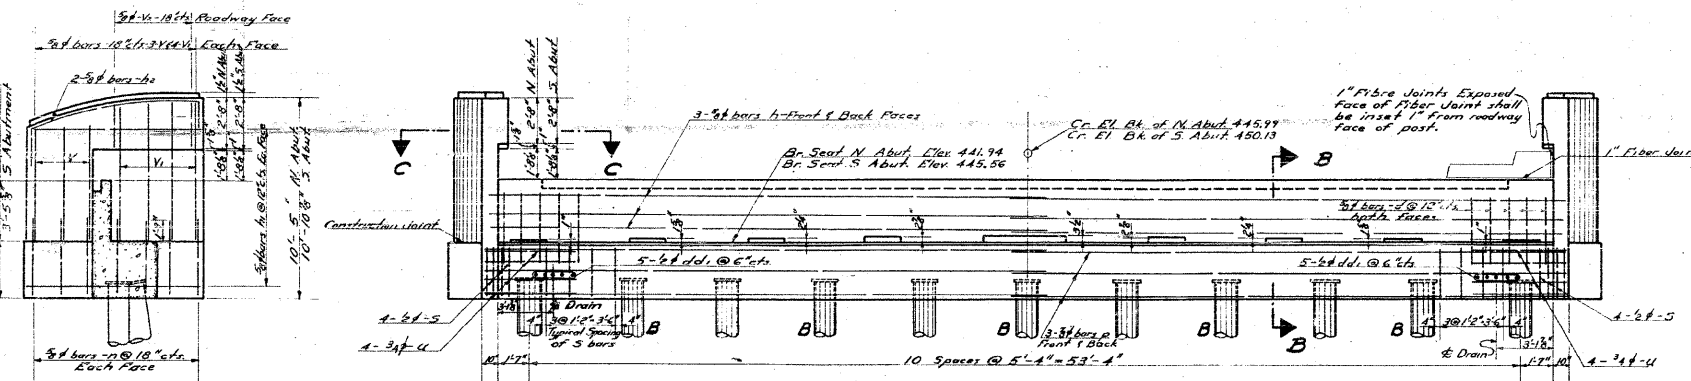 5/8φ-V1-18"cts Roadway Face
Each Face
2-5/8φ bars-h2
V
V1
5/8φ bars h1 @ 12"cts Ea. Face
10'-5" N. Abut
10'-10 S. Abut
S Abutment
5/8φ bars-n @ 18" cts.
Each Face
2'-8" N Abut
2'-8" S Abut
C
C
3-5/8φ bars h-Front & Back Faces
Br. Seat N. Abut. Elev. 441.94
Br. Seat S. Abut. Elev. 445.56
Cr. El. Bk. of N. Abut. 445.99
Cr. El. Bk of S. Abut. 450.13
B
1" Fibre Joints Exposed
Face of Fiber Joint shall
be inset 1" from roadway
face of post.
1" Fiber Join
Construction Joint
bars-d @ 12"cts
both Faces
5-1/2φ dd1 @ 6"cts
5-1/2φ dd1 @ 6"cts
4-1/2φ-S
4-3/4φ-U
₵ Drain
4" 3@1'-2"=3'-6" 4"
Typical Spacing
of S bars
B B B B B
3-3/4φ bars p
Front & Back
B
4" 3@1'-2"=3'-6" 4"
₵ Drain
3'-1 7/8"
4-1/2φ-S
4-3/4φ-U
10" 1'-7"
10 Spaces @ 5'-4" = 53'-4"
1'-7" 10"